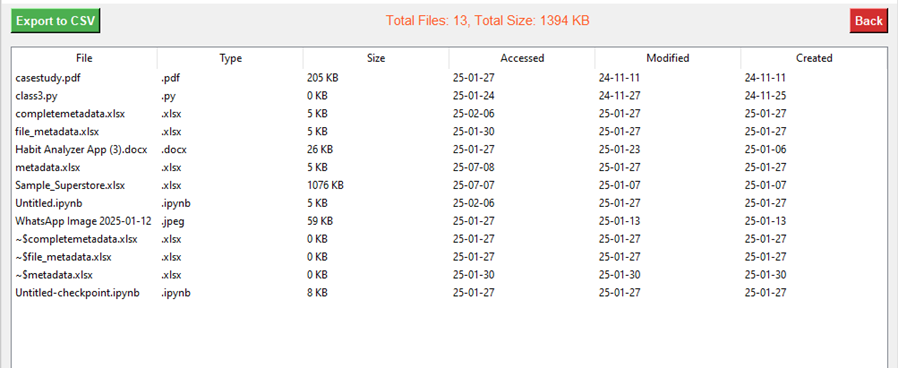 Export to CSV Total Files: 13, Total Size: 1394 KB Back
File Type Size Accessed Modified Created
casestudy.pdf .pdf 205 KB 25-01-27 24-11-11 24-11-11
class3.py .py 0 KB 25-01-24 24-11-27 24-11-25
completemetadata.xlsx .xlsx 5 KB 25-02-06 25-01-27 25-01-27
file_metadata.xlsx .xlsx 5 KB 25-01-30 25-01-27 25-01-27
Habit Analyzer App (3).docx .docx 26 KB 25-01-27 25-01-23 25-01-06
metadata.xlsx .xlsx 5 KB 25-07-08 25-01-27 25-01-27
Sample_Superstore.xlsx .xlsx 1076 KB 25-07-07 25-01-07 25-01-07
Untitled.ipynb .ipynb 5 KB 25-02-06 25-01-27 25-01-27
WhatsApp Image 2025-01-12 .jpeg 59 KB 25-01-27 25-01-13 25-01-13
~$completemetadata.xlsx .xlsx 0 KB 25-01-27 25-01-27 25-01-27
~$file_metadata.xlsx .xlsx 0 KB 25-01-27 25-01-27 25-01-27
~$metadata.xlsx .xlsx 0 KB 25-01-30 25-01-30 25-01-30
Untitled-checkpoint.ipynb .ipynb 8 KB 25-01-27 25-01-27 25-01-27